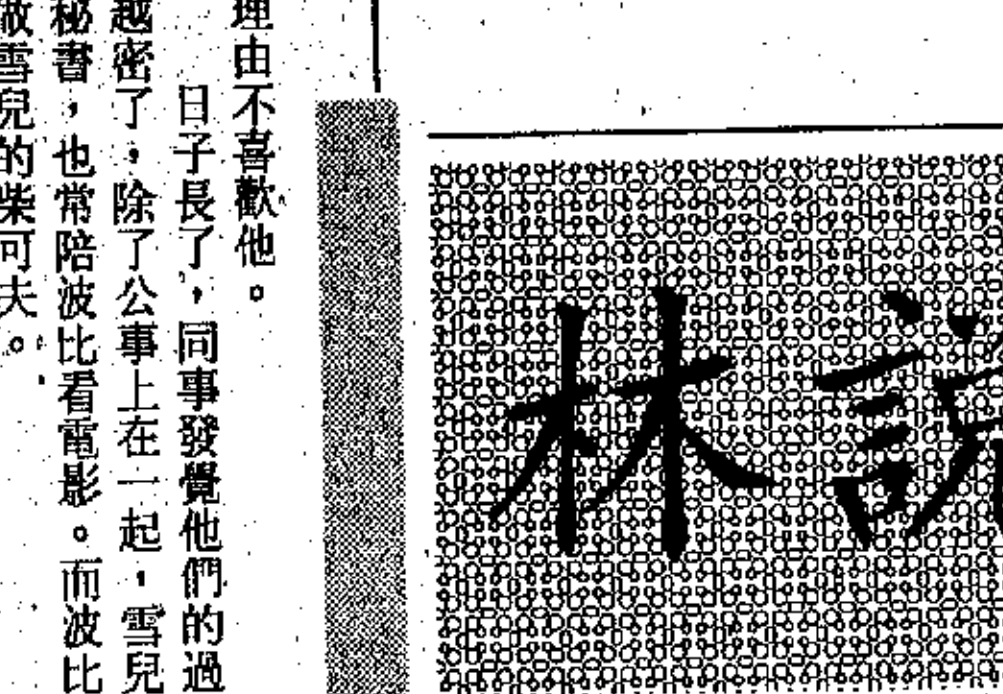 林
理由不喜歡他。
日子長了，同事發覺他們的過
越密了，除了公事上在一起，雪兒
秘書，也常陪波比看電影。而波比
做雪兒的柴可夫。